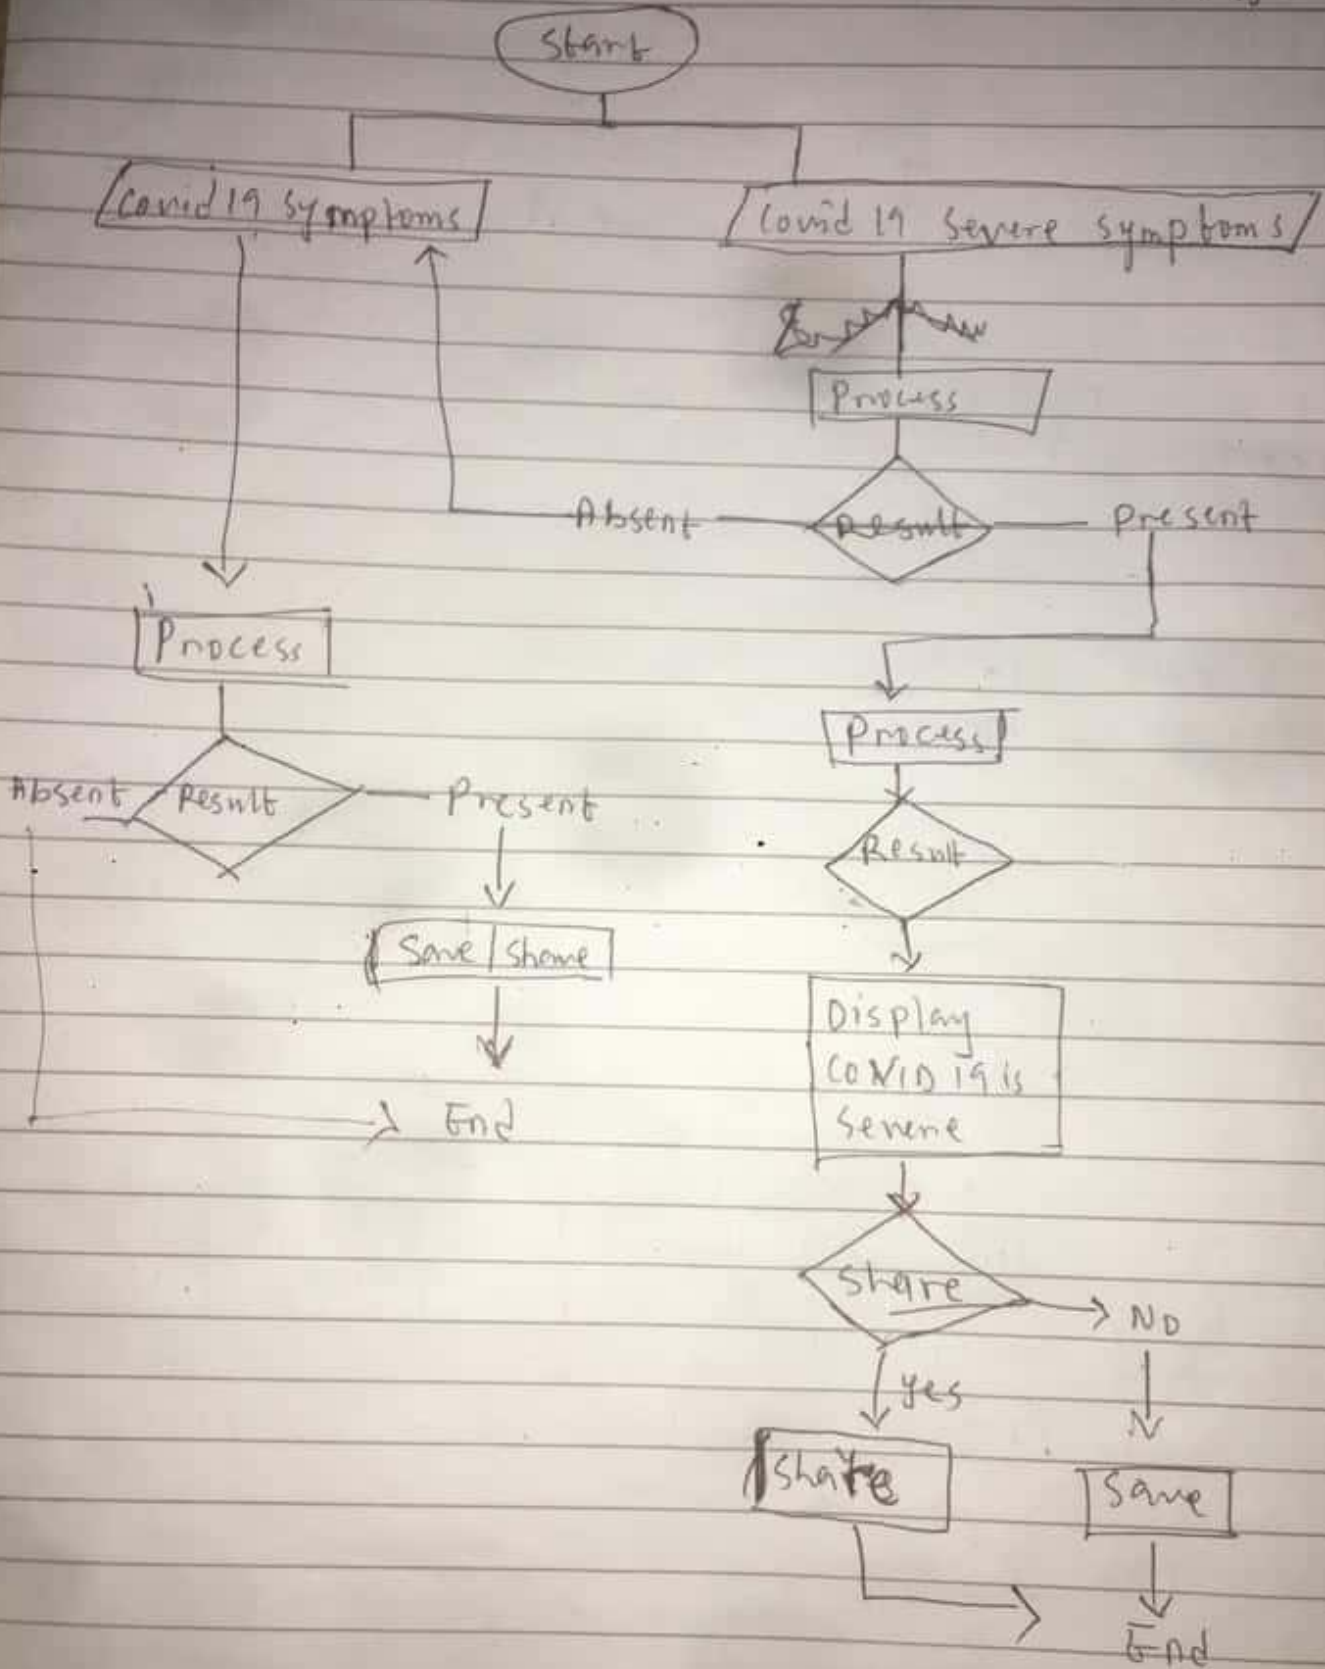 Start
Covid 19 Symptoms
Covid 19 Severe Symptoms
Process
Absent
Result
Present
Process
Process
Absent
Result
Present
Result
Save / Share
Display
COVID 19 is
Severe
End
Share
No
Yes
Share
Save
End